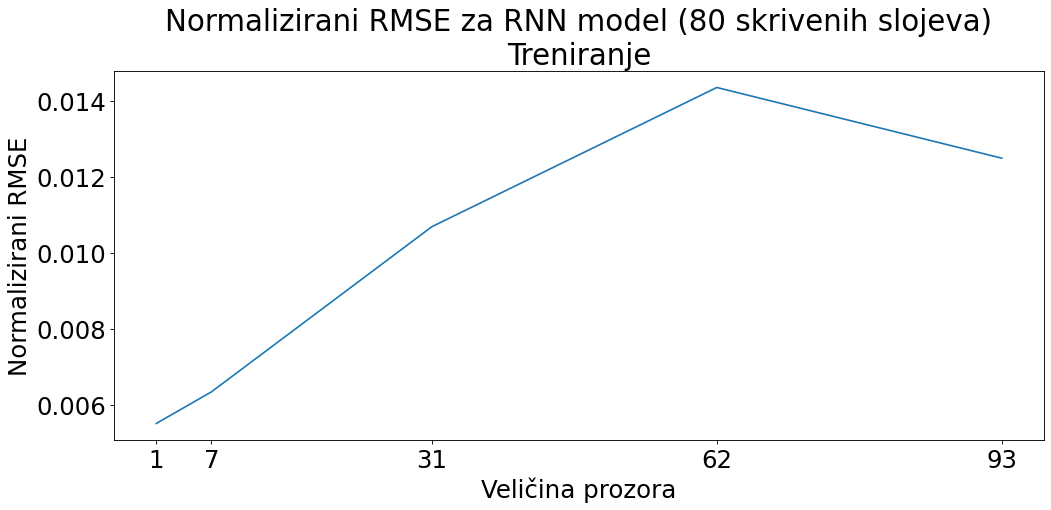 Normalizirani RMSE za RNN model (80 skrivenih slojeva)
Treniranje
Normalizirani RMSE
0.014
0.012
0.010
0.008
0.006
1 7 31 62 93
Veličina prozora